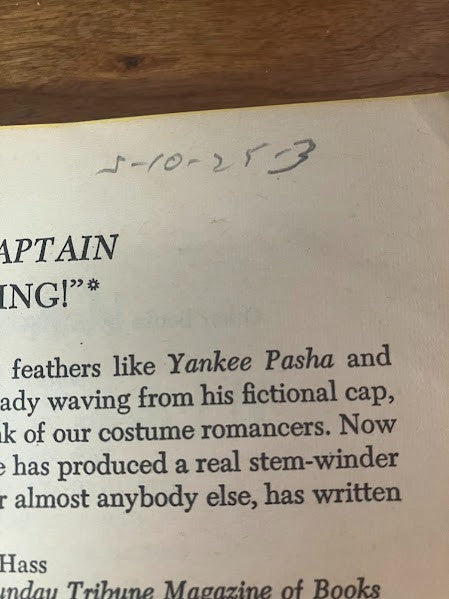 5-10-25-3
APTAIN
ING!”*
feathers like Yankee Pasha and
ady waving from his fictional cap,
k of our costume romancers. Now
e has produced a real stem-winder
r almost anybody else, has written
Hass
unday Tribune Magazine of Books